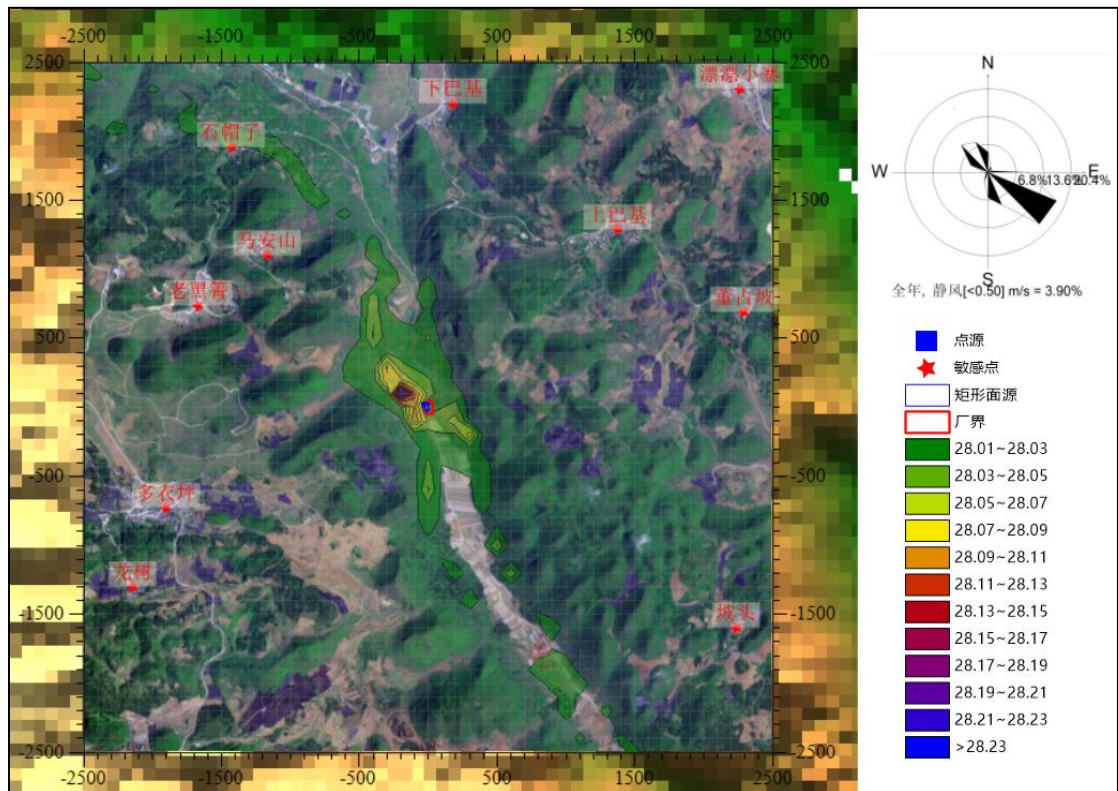 -2500 -1500 -500 500 1500 2500
2500 2500
漂漂小寨
下巴基
石帽子
1500 1500
上巴基
马安山
老黑箐
董占坡
500 500
-500 -500
多衣坪
龙树
-1500 -1500
坡头
-2500 -2500
-2500 -1500 -500 500 1500 2500
N
W
E
6.8%13.6%20.4%
S
全年, 静风[<0.50] m/s = 3.90%
点源
敏感点
矩形面源
厂界
28.01~28.03
28.03~28.05
28.05~28.07
28.07~28.09
28.09~28.11
28.11~28.13
28.13~28.15
28.15~28.17
28.17~28.19
28.19~28.21
28.21~28.23
>28.23